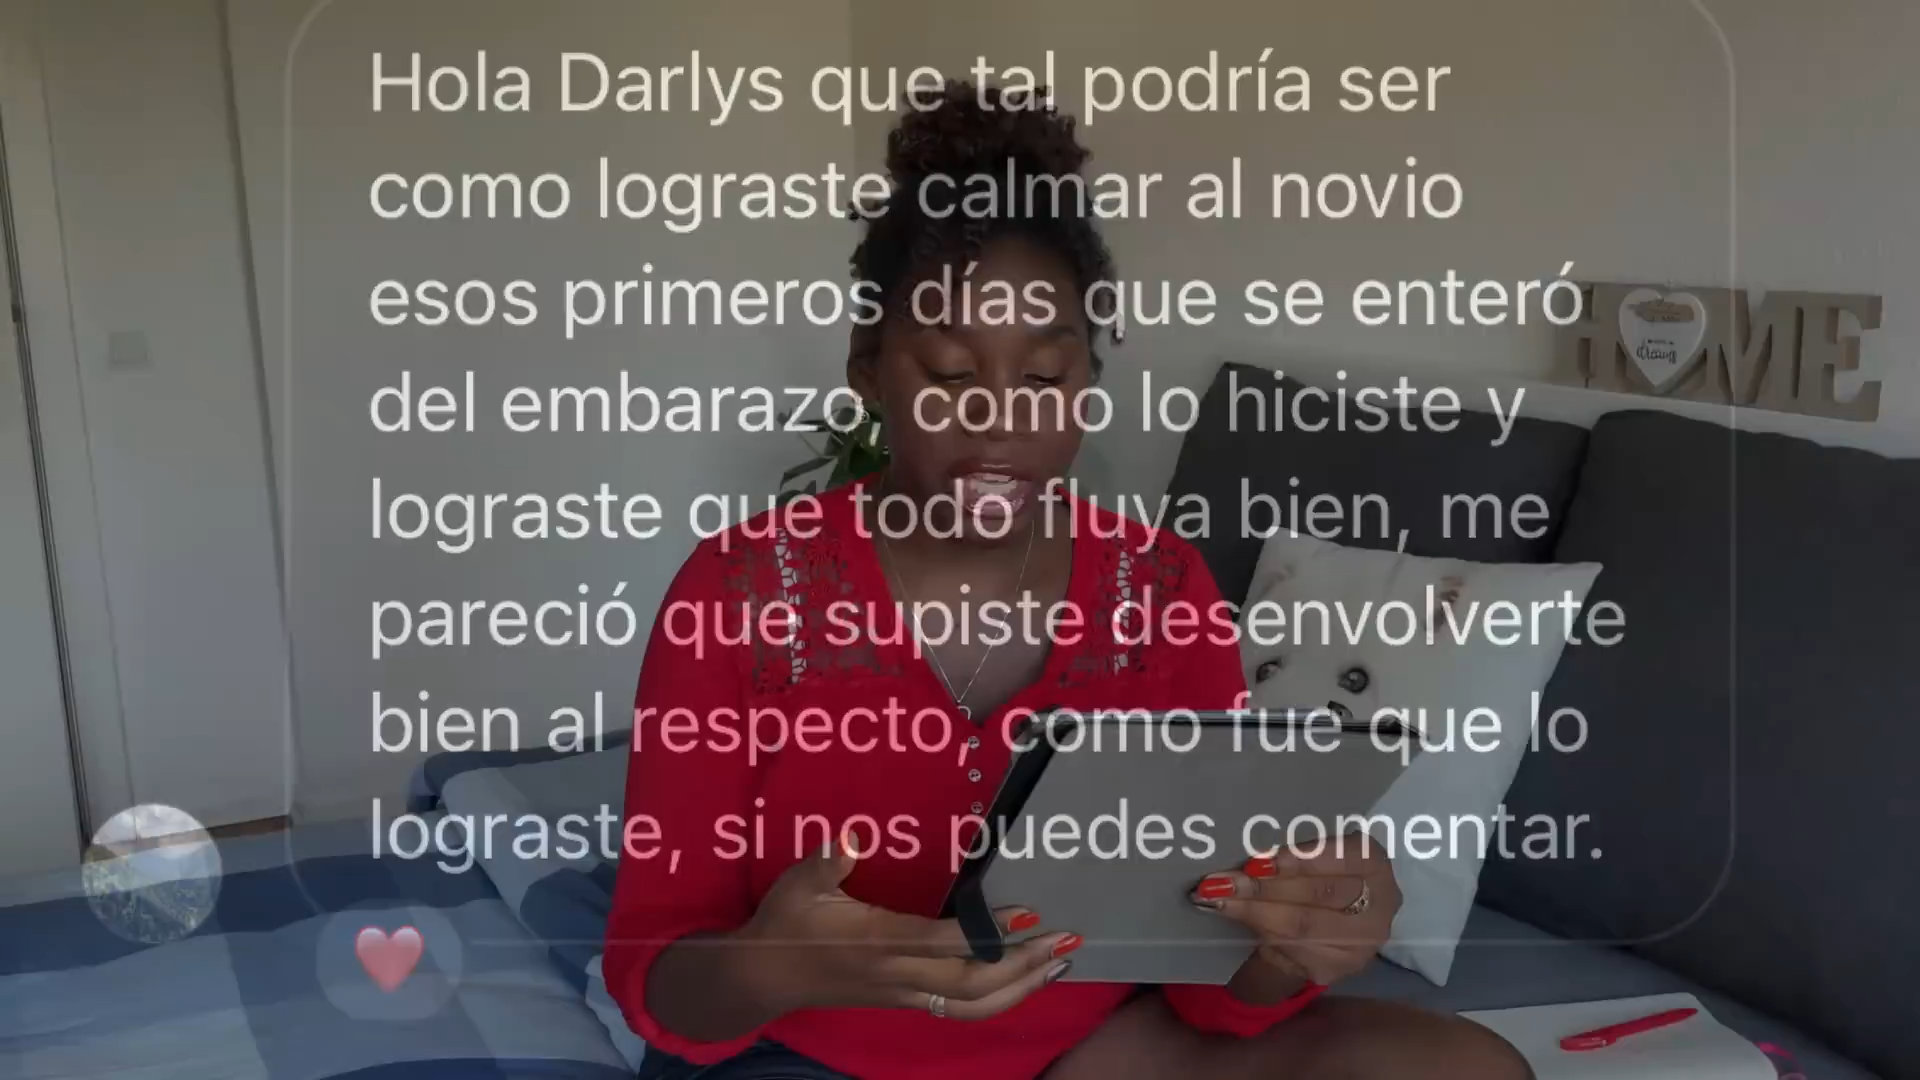 Hola Darlys que tal podría ser
como lograste calmar al novio
esos primeros días que se enteró
del embarazo, como lo hiciste y
lograste que todo fluya bien, me
pareció que supiste desenvolverte
bien al respecto, como fue que lo
lograste, si nos puedes comentar.
HOME
dream